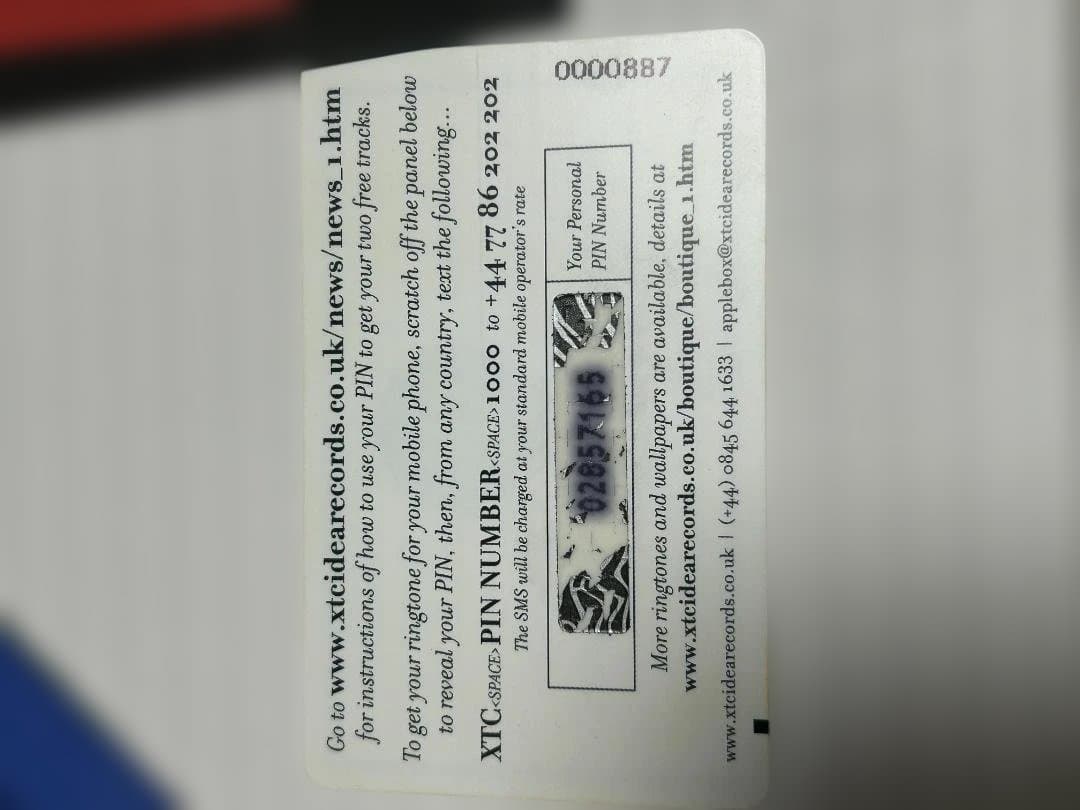 Go to www.xtcidearecords.co.uk/news/news_1.htm
for instructions of how to use your PIN to get your two free tracks.
To get your ringtone for your mobile phone, scratch off the panel below
to reveal your PIN, then, from any country, text the following...
XTC<SPACE>PIN NUMBER<SPACE>1000 to +44 77 86 202 202
The SMS will be charged at your standard mobile operator's rate
02857165
Your Personal
PIN Number
0000887
More ringtones and wallpapers are available, details at
www.xtcidearecords.co.uk/boutique/boutique_1.htm
www.xtcidearecords.co.uk | (+44) 0845 644 1633 | applebox@xtcidearecords.co.uk